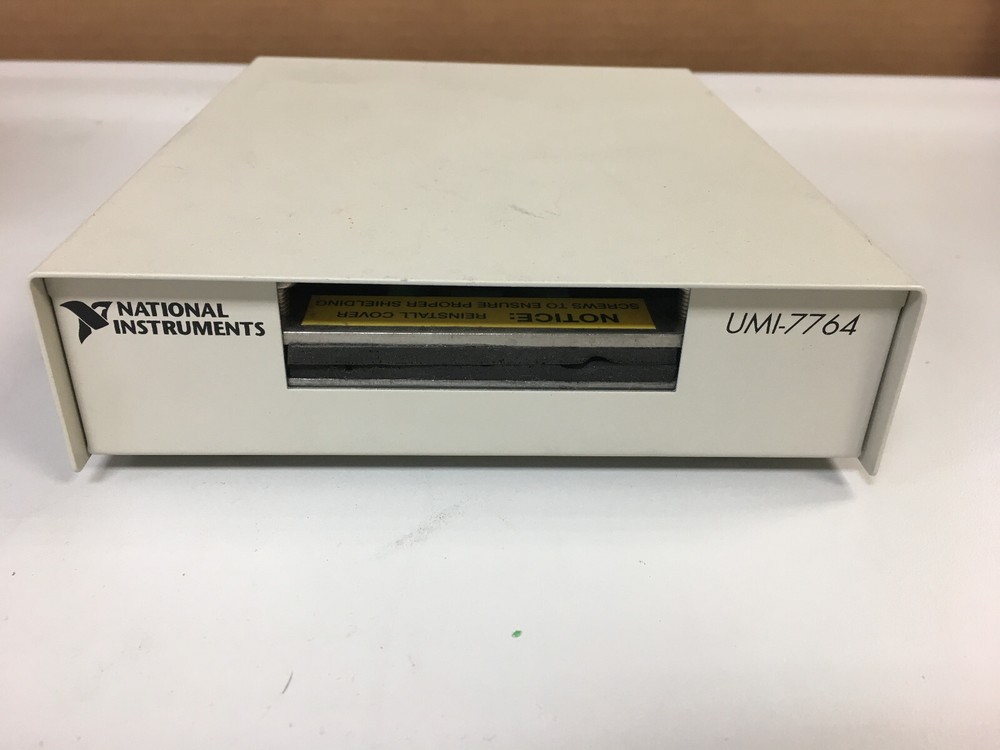 NATIONAL
INSTRUMENTS
NOTICE:
REINSTALL COVER
SCREWS TO ENSURE PROPER SHIELDING
UMI-7764